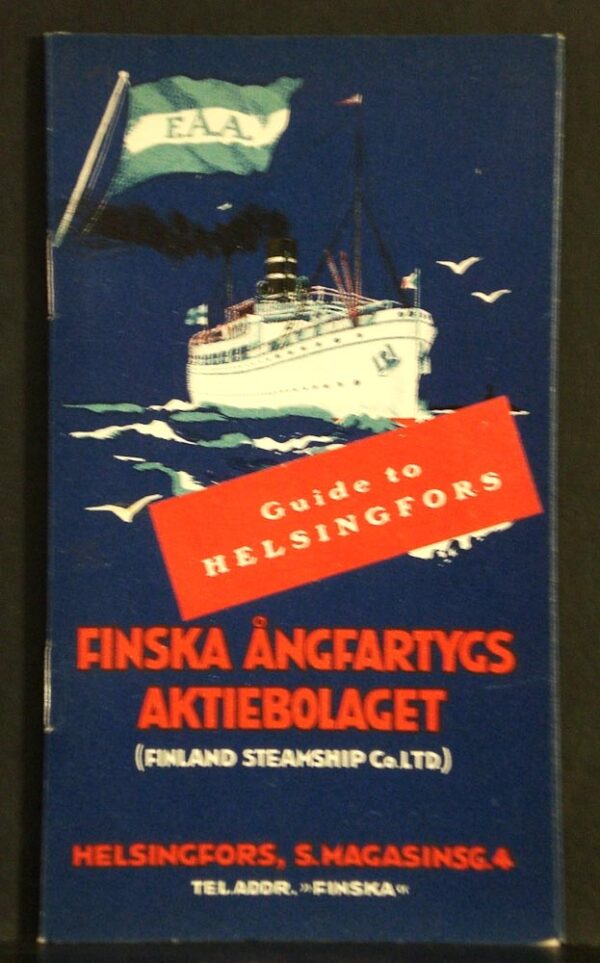 F.Å.A.
Guide to
HELSINGFORS
FINSKA ÅNGFARTYGS
AKTIEBOLAGET
(FINLAND STEAMSHIP Co. LTD.)
HELSINGFORS, S. MAGASINSG. 4
TEL. ADDR. »FINSKA«